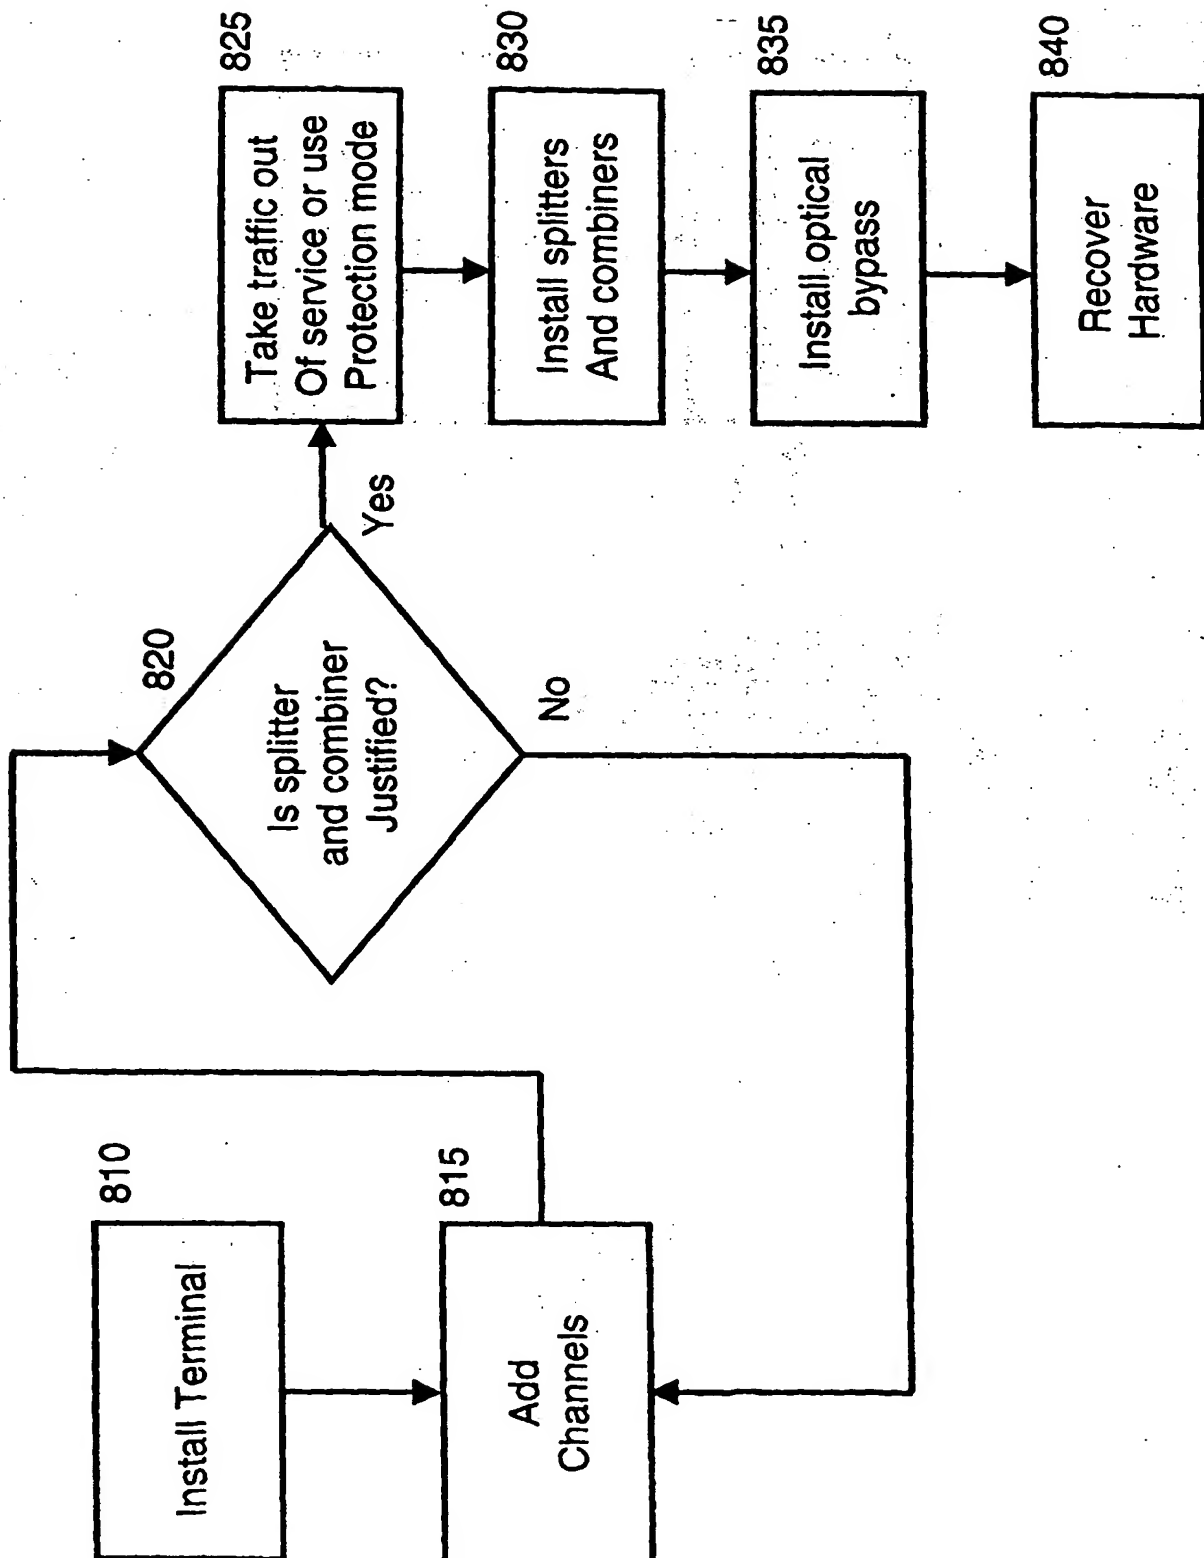 810
Install Terminal
815
Add
Channels
820
Is splitter
and combiner
Justified?
Yes
No
825
Take traffic out
Of service or use
Protection mode
830
Install splitters
And combiners
835
Install optical
bypass
840
Recover
Hardware